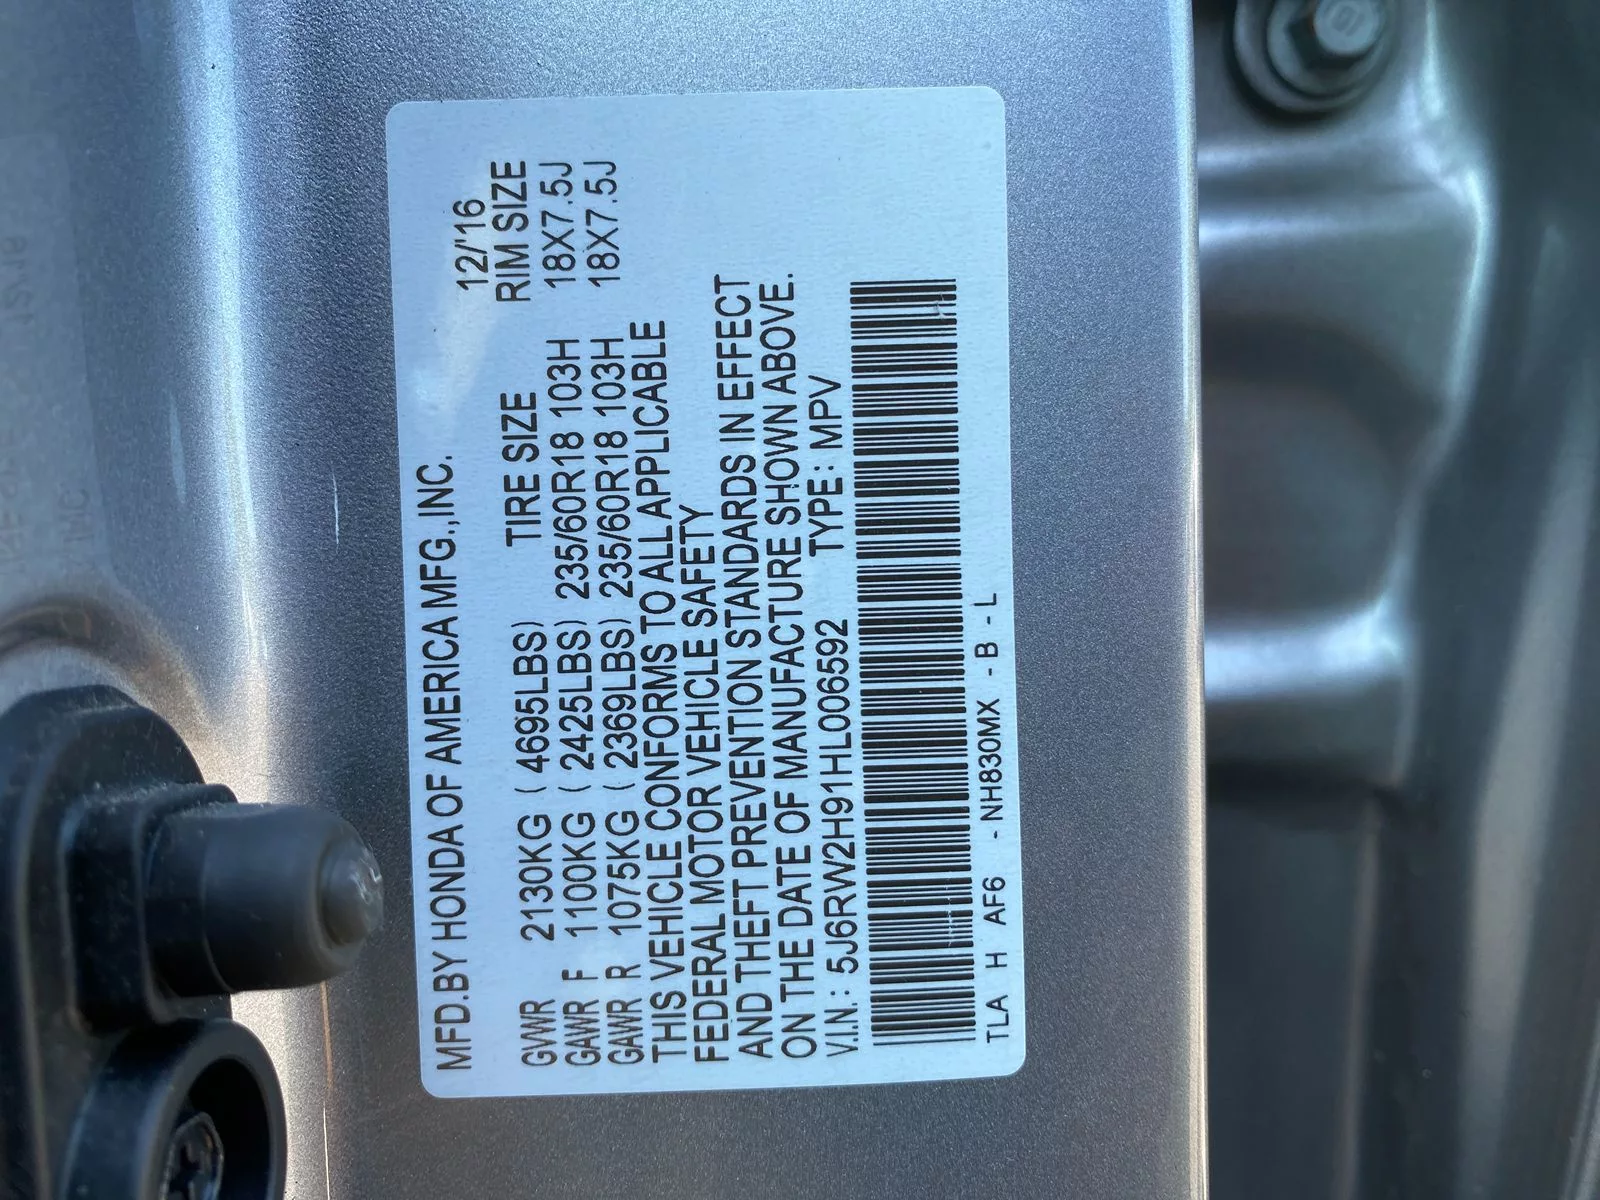 MFD.BY HONDA OF AMERICA MFG.,INC. 12/'16
TIRE SIZE RIM SIZE
GVWR 2130KG ( 4695LBS)
GAWR F 1100KG ( 2425LBS) 235/60R18 103H 18X7.5J
GAWR R 1075KG ( 2369LBS) 235/60R18 103H 18X7.5J
THIS VEHICLE CONFORMS TO ALL APPLICABLE
FEDERAL MOTOR VEHICLE SAFETY
AND THEFT PREVENTION STANDARDS IN EFFECT
ON THE DATE OF MANUFACTURE SHOWN ABOVE.
V.I.N.: 5J6RW2H91HL006592 TYPE: MPV
TLA H AF6 - NH830MX - B - L